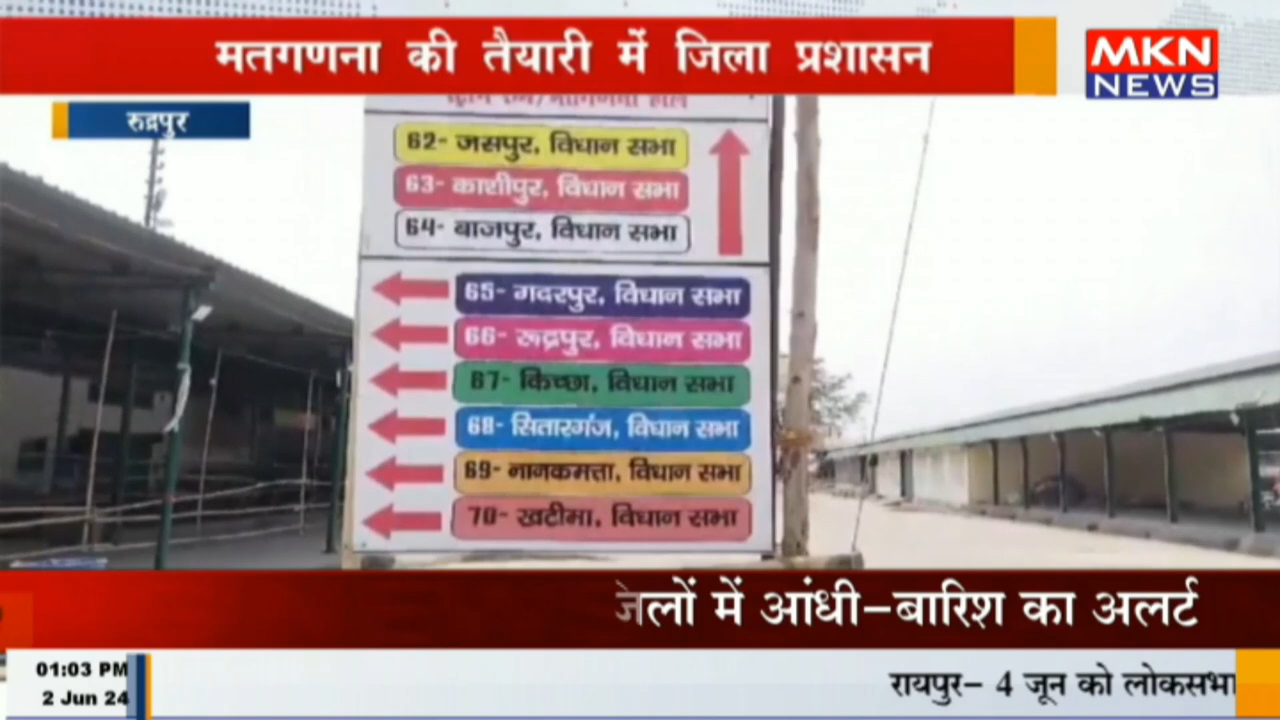 मतगणना की तैयारी में जिला प्रशासन
MKN
NEWS
रुद्रपुर
62- जसपुर, विधान सभा
63- काशीपुर, विधान सभा
64- बाजपुर, विधान सभा
65- गदरपुर, विधान सभा
66- रूद्रपुर, विधान सभा
67- किच्छा, विधान सभा
68- सितारगंज, विधान सभा
69- नानकमत्ता, विधान सभा
70- खटीमा, विधान सभा
में आंधी-बारिश का अलर्ट
01:03 PM
2 Jun 24
रायपुर- 4 जून को लोकसभा